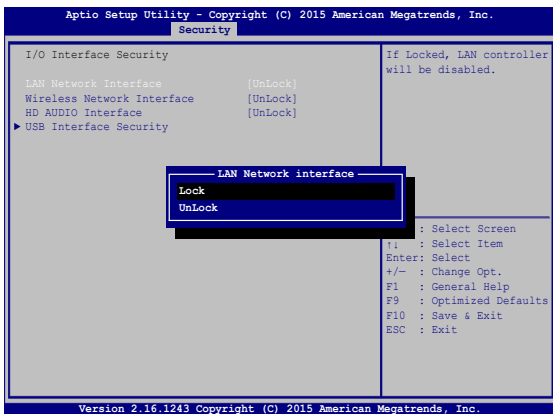 Aptio Setup Utility - Copyright (C) 2015 American Megatrends, Inc.
Security
I/O Interface Security
LAN Network Interface [UnLock]
Wireless Network Interface [UnLock]
HD AUDIO Interface [UnLock]
USB Interface Security
If Locked, LAN controller
will be disabled.
LAN Network interface
Lock
UnLock
: Select Screen
↑↓ : Select Item
Enter: Select
+/— : Change Opt.
F1 : General Help
F9 : Optimized Defaults
F10 : Save & Exit
ESC : Exit
Version 2.16.1243 Copyright (C) 2015 American Megatrends, Inc.